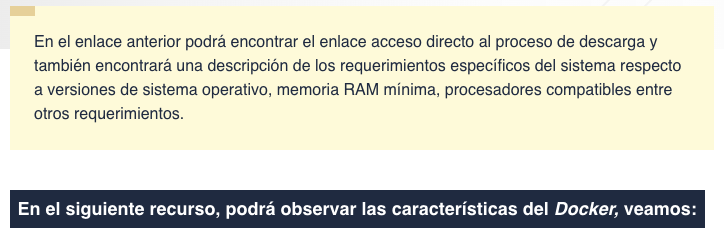 En el enlace anterior podrá encontrar el enlace acceso directo al proceso de descarga y
también encontrará una descripción de los requerimientos específicos del sistema respecto
a versiones de sistema operativo, memoria RAM mínima, procesadores compatibles entre
otros requerimientos.
En el siguiente recurso, podrá observar las características del Docker, veamos: